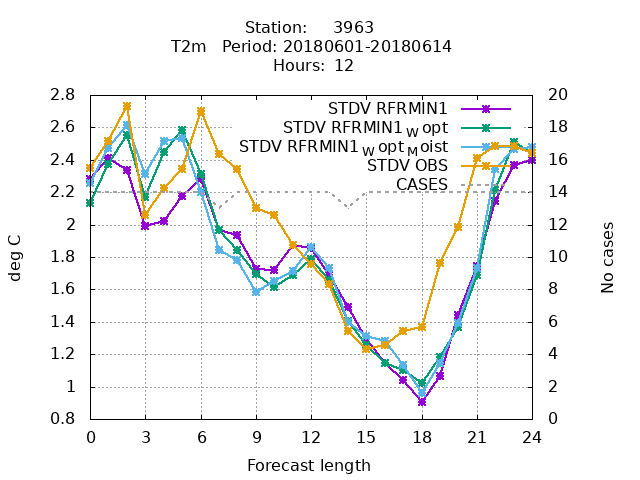 Station: 3963
T2m Period: 20180601-20180614
Hours: 12
STDV RFRMIN1
STDV RFRMIN1_W opt
STDV RFRMIN1_W opt_M oist
STDV OBS
CASES
2.8
2.6
2.4
2.2
2
1.8
1.6
1.4
1.2
1
0.8
deg C
20
18
16
14
12
10
8
6
4
2
0
No cases
0 3 6 9 12 15 18 21 24
Forecast length